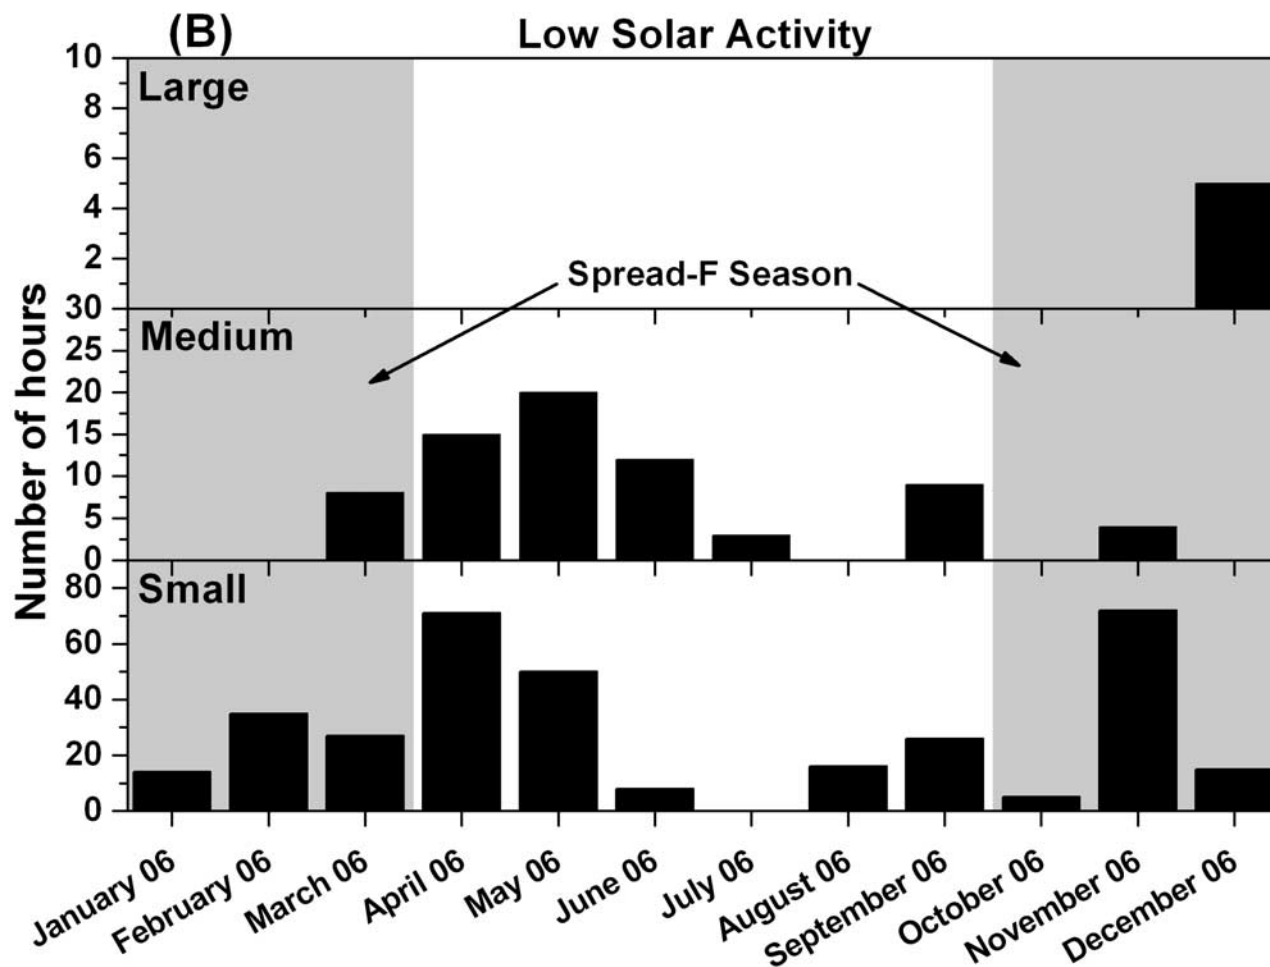 (B) Low Solar Activity
Number of hours
10
Large
8
6
4
2
Spread-F Season
30
Medium
25
20
15
10
5
0
Small
80
60
40
20
0
January 06
February 06
March 06
April 06
May 06
June 06
July 06
August 06
September 06
October 06
November 06
December 06